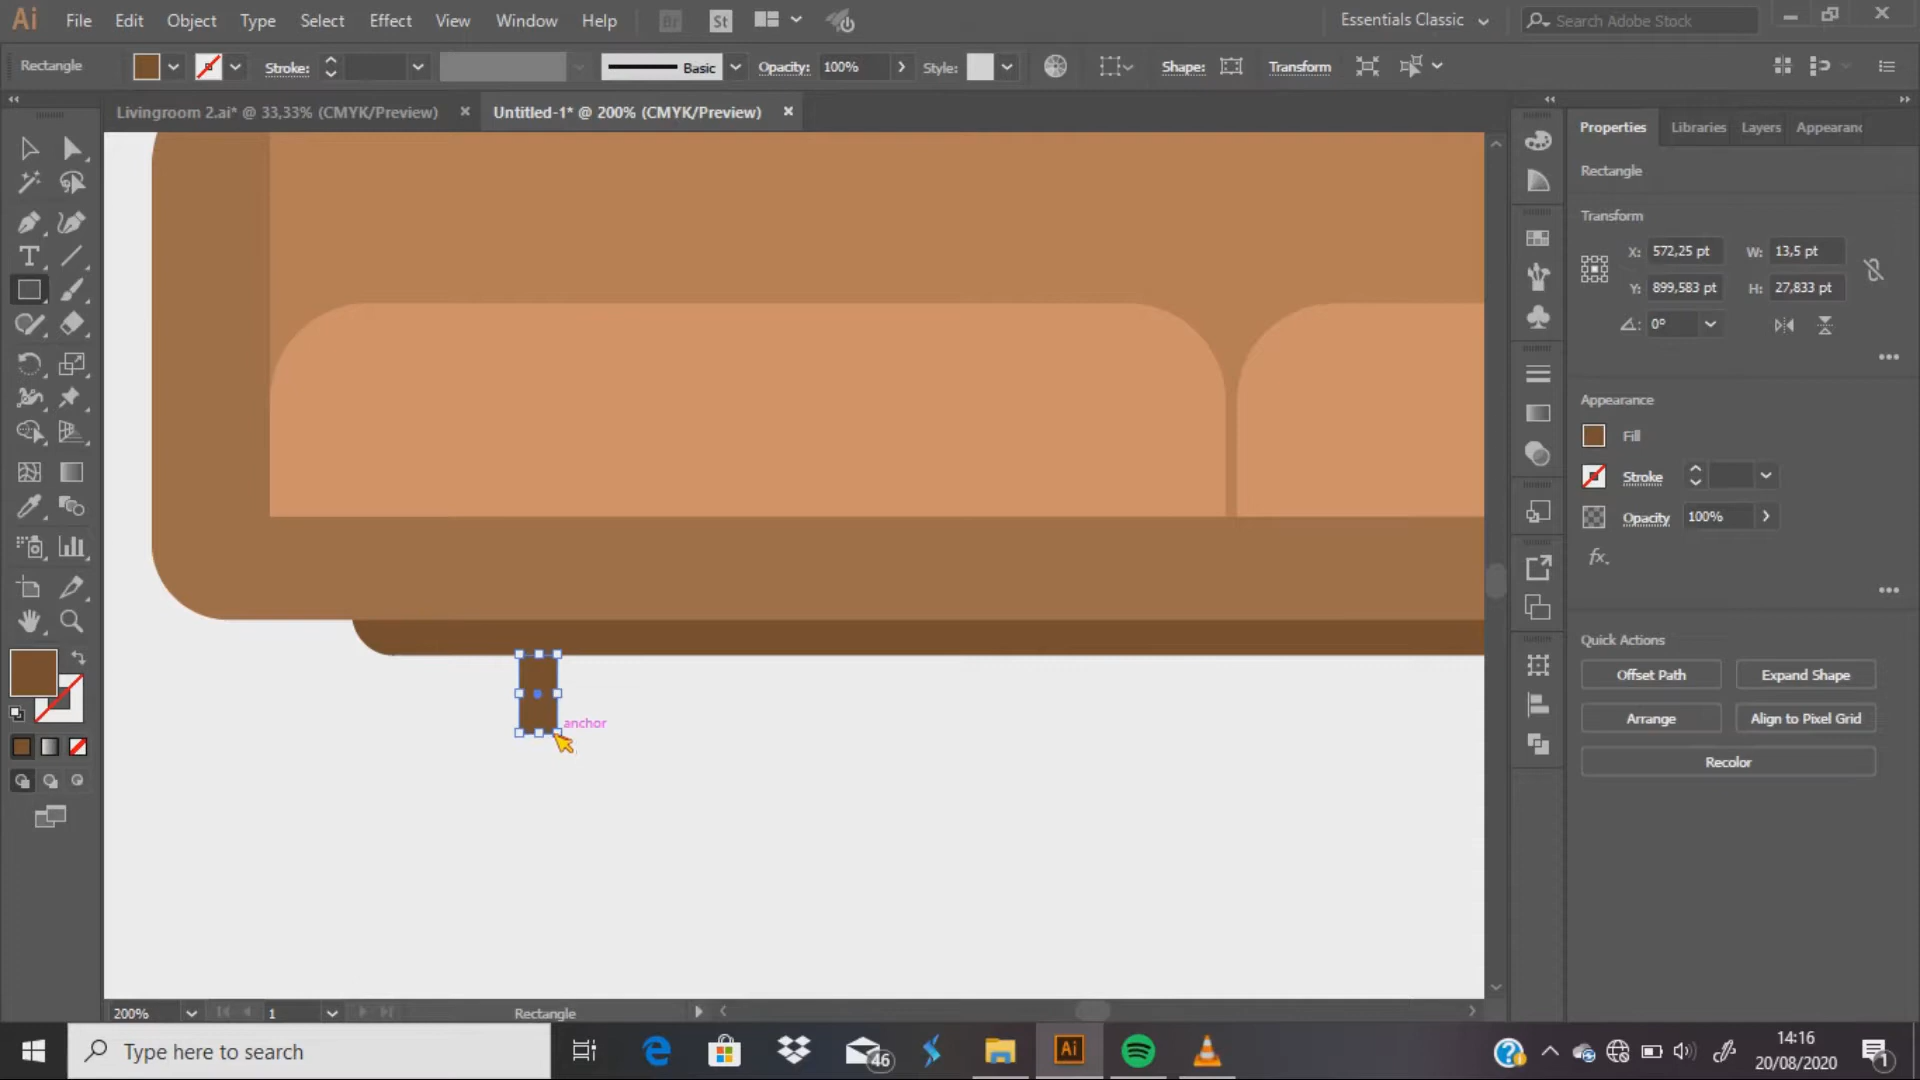 Ai File Edit Object Type Select Effect View Window Help Br St Essentials Classic Search Adobe Stock
Rectangle Stroke: Basic Opacity: 100% Style: Shape: Transform
Livingroom 2.ai* @ 33,33% (CMYK/Preview) Untitled-1* @ 200% (CMYK/Preview)
Properties Libraries Layers Appearanc
Rectangle
Transform
X: 572,25 pt W: 13,5 pt
Y: 899,583 pt H: 27,833 pt
0°
Appearance
Fill
Stroke
Opacity 100%
fx.
Quick Actions
Offset Path Expand Shape
Arrange Align to Pixel Grid
Recolor
anchor
200% 1 Rectangle
Type here to search
46
Ai
14:16
20/08/2020
1